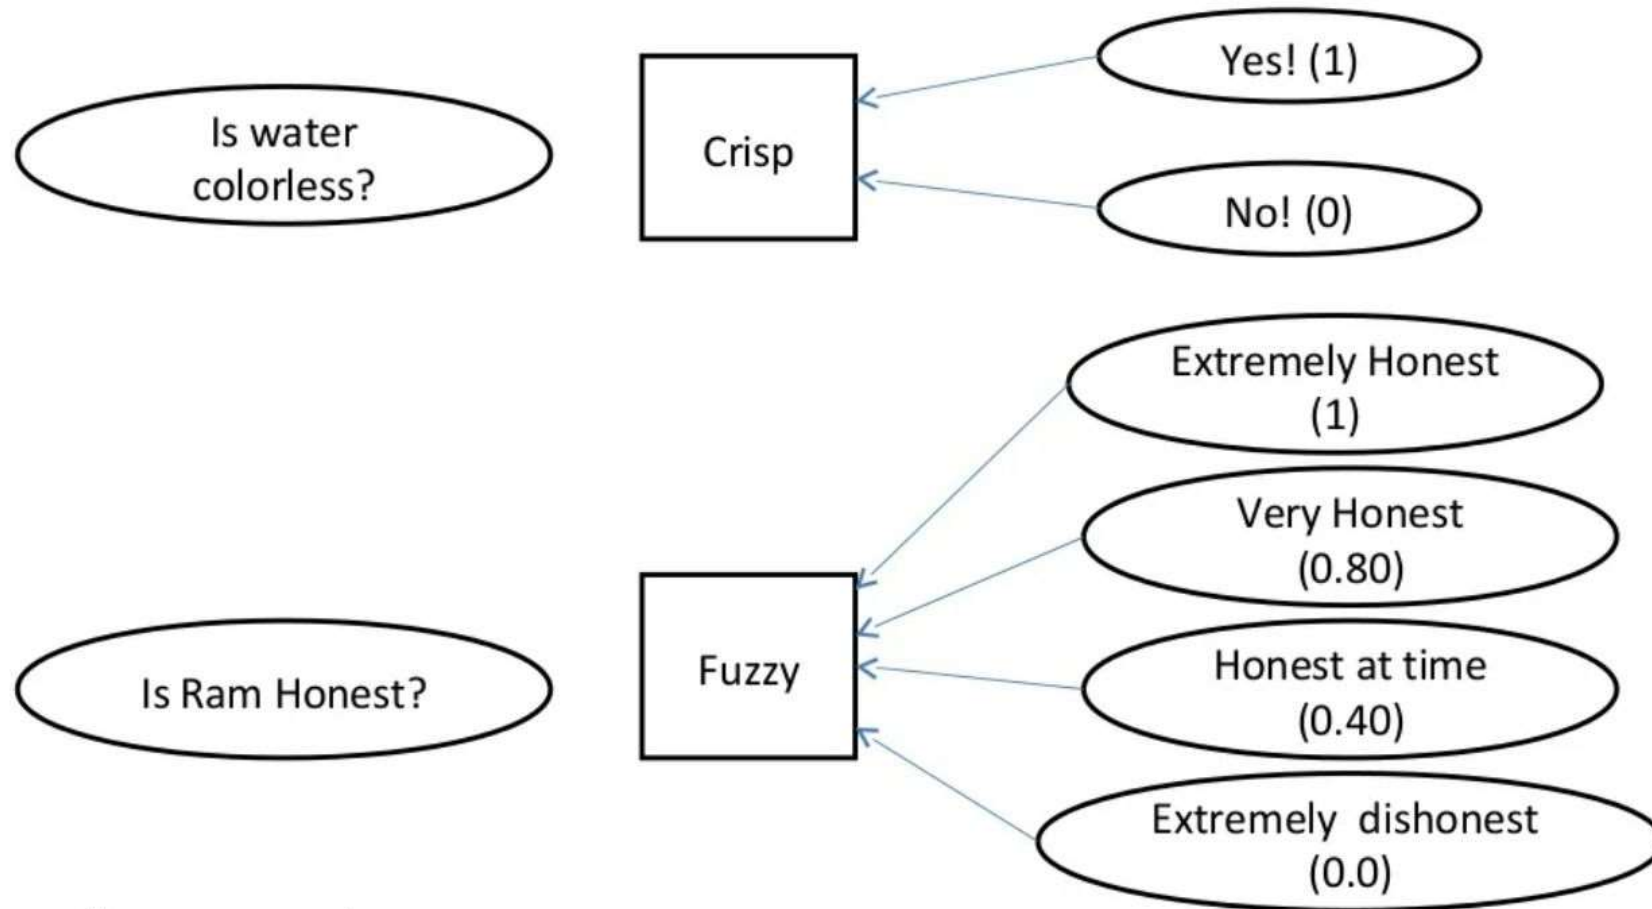 Is water
colorless?
Crisp
Yes! (1)
No! (0)
Is Ram Honest?
Fuzzy
Extremely Honest
(1)
Very Honest
(0.80)
Honest at time
(0.40)
Extremely  dishonest
(0.0)